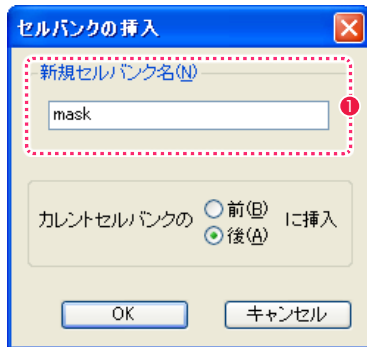 セルバンクの挿入
新規セルバンク名(N)
mask
1
カレントセルバンクの 前(B) に挿入
後(A)
OK キャンセル